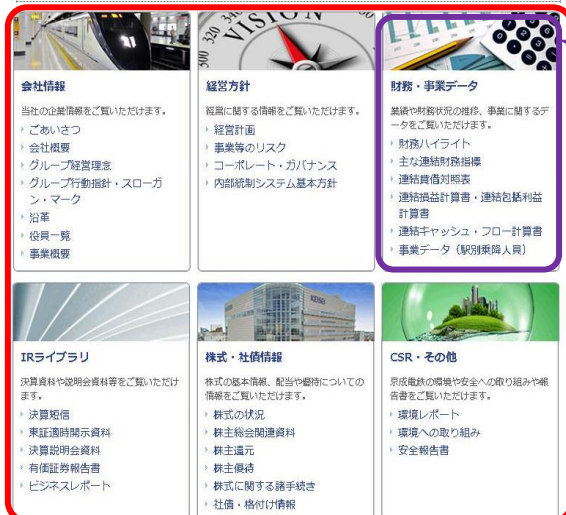 320
320
300
VISION
会社情報
当社の企業情報をご覧いただけます。
ごあいさつ
会社概要
グループ経営理念
グループ行動指針・スローガ
ン・マーク
沿革
役員一覧
事業概要
経営方針
経営に関する情報をご覧いただけます。
経営計画
事業等のリスク
コーポレート・ガバナンス
内部統制システム基本方針
財務・事業データ
業績や財務状況の推移、事業に関するデ
ータをご覧いただけます。
財務ハイライト
主な連結財務指標
連結貸借対照表
連結損益計算書・連結包括利益
計算書
連結キャッシュ・フロー計算書
事業データ（駅別乗降人員）
IRライブラリ
決算資料や説明会資料等をご覧いただけ
ます。
決算短信
東証適時開示資料
決算説明会資料
有価証券報告書
ビジネスレポート
KEISEI
株式・社債情報
株式の基本情報、配当や優待についての
情報をご覧いただけます。
株式の状況
株主総会関連資料
株主還元
株主優待
株式に関する諸手続き
社債・格付け情報
CSR・その他
京成電鉄の環境や安全への取り組みや報
告書をご覧いただけます。
環境レポート
環境への取り組み
安全報告書